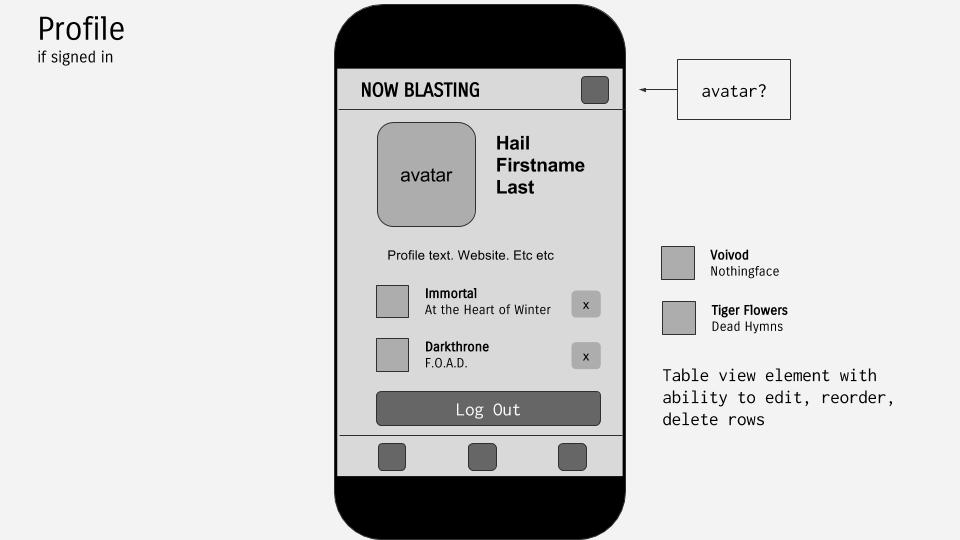 Profile
if signed in
NOW BLASTING
avatar?
avatar
Hail
Firstname
Last
Profile text. Website. Etc etc
Immortal
At the Heart of Winter
x
Darkthrone
F.O.A.D.
x
Log Out
Voivod
Nothingface
Tiger Flowers
Dead Hymns
Table view element with
ability to edit, reorder,
delete rows